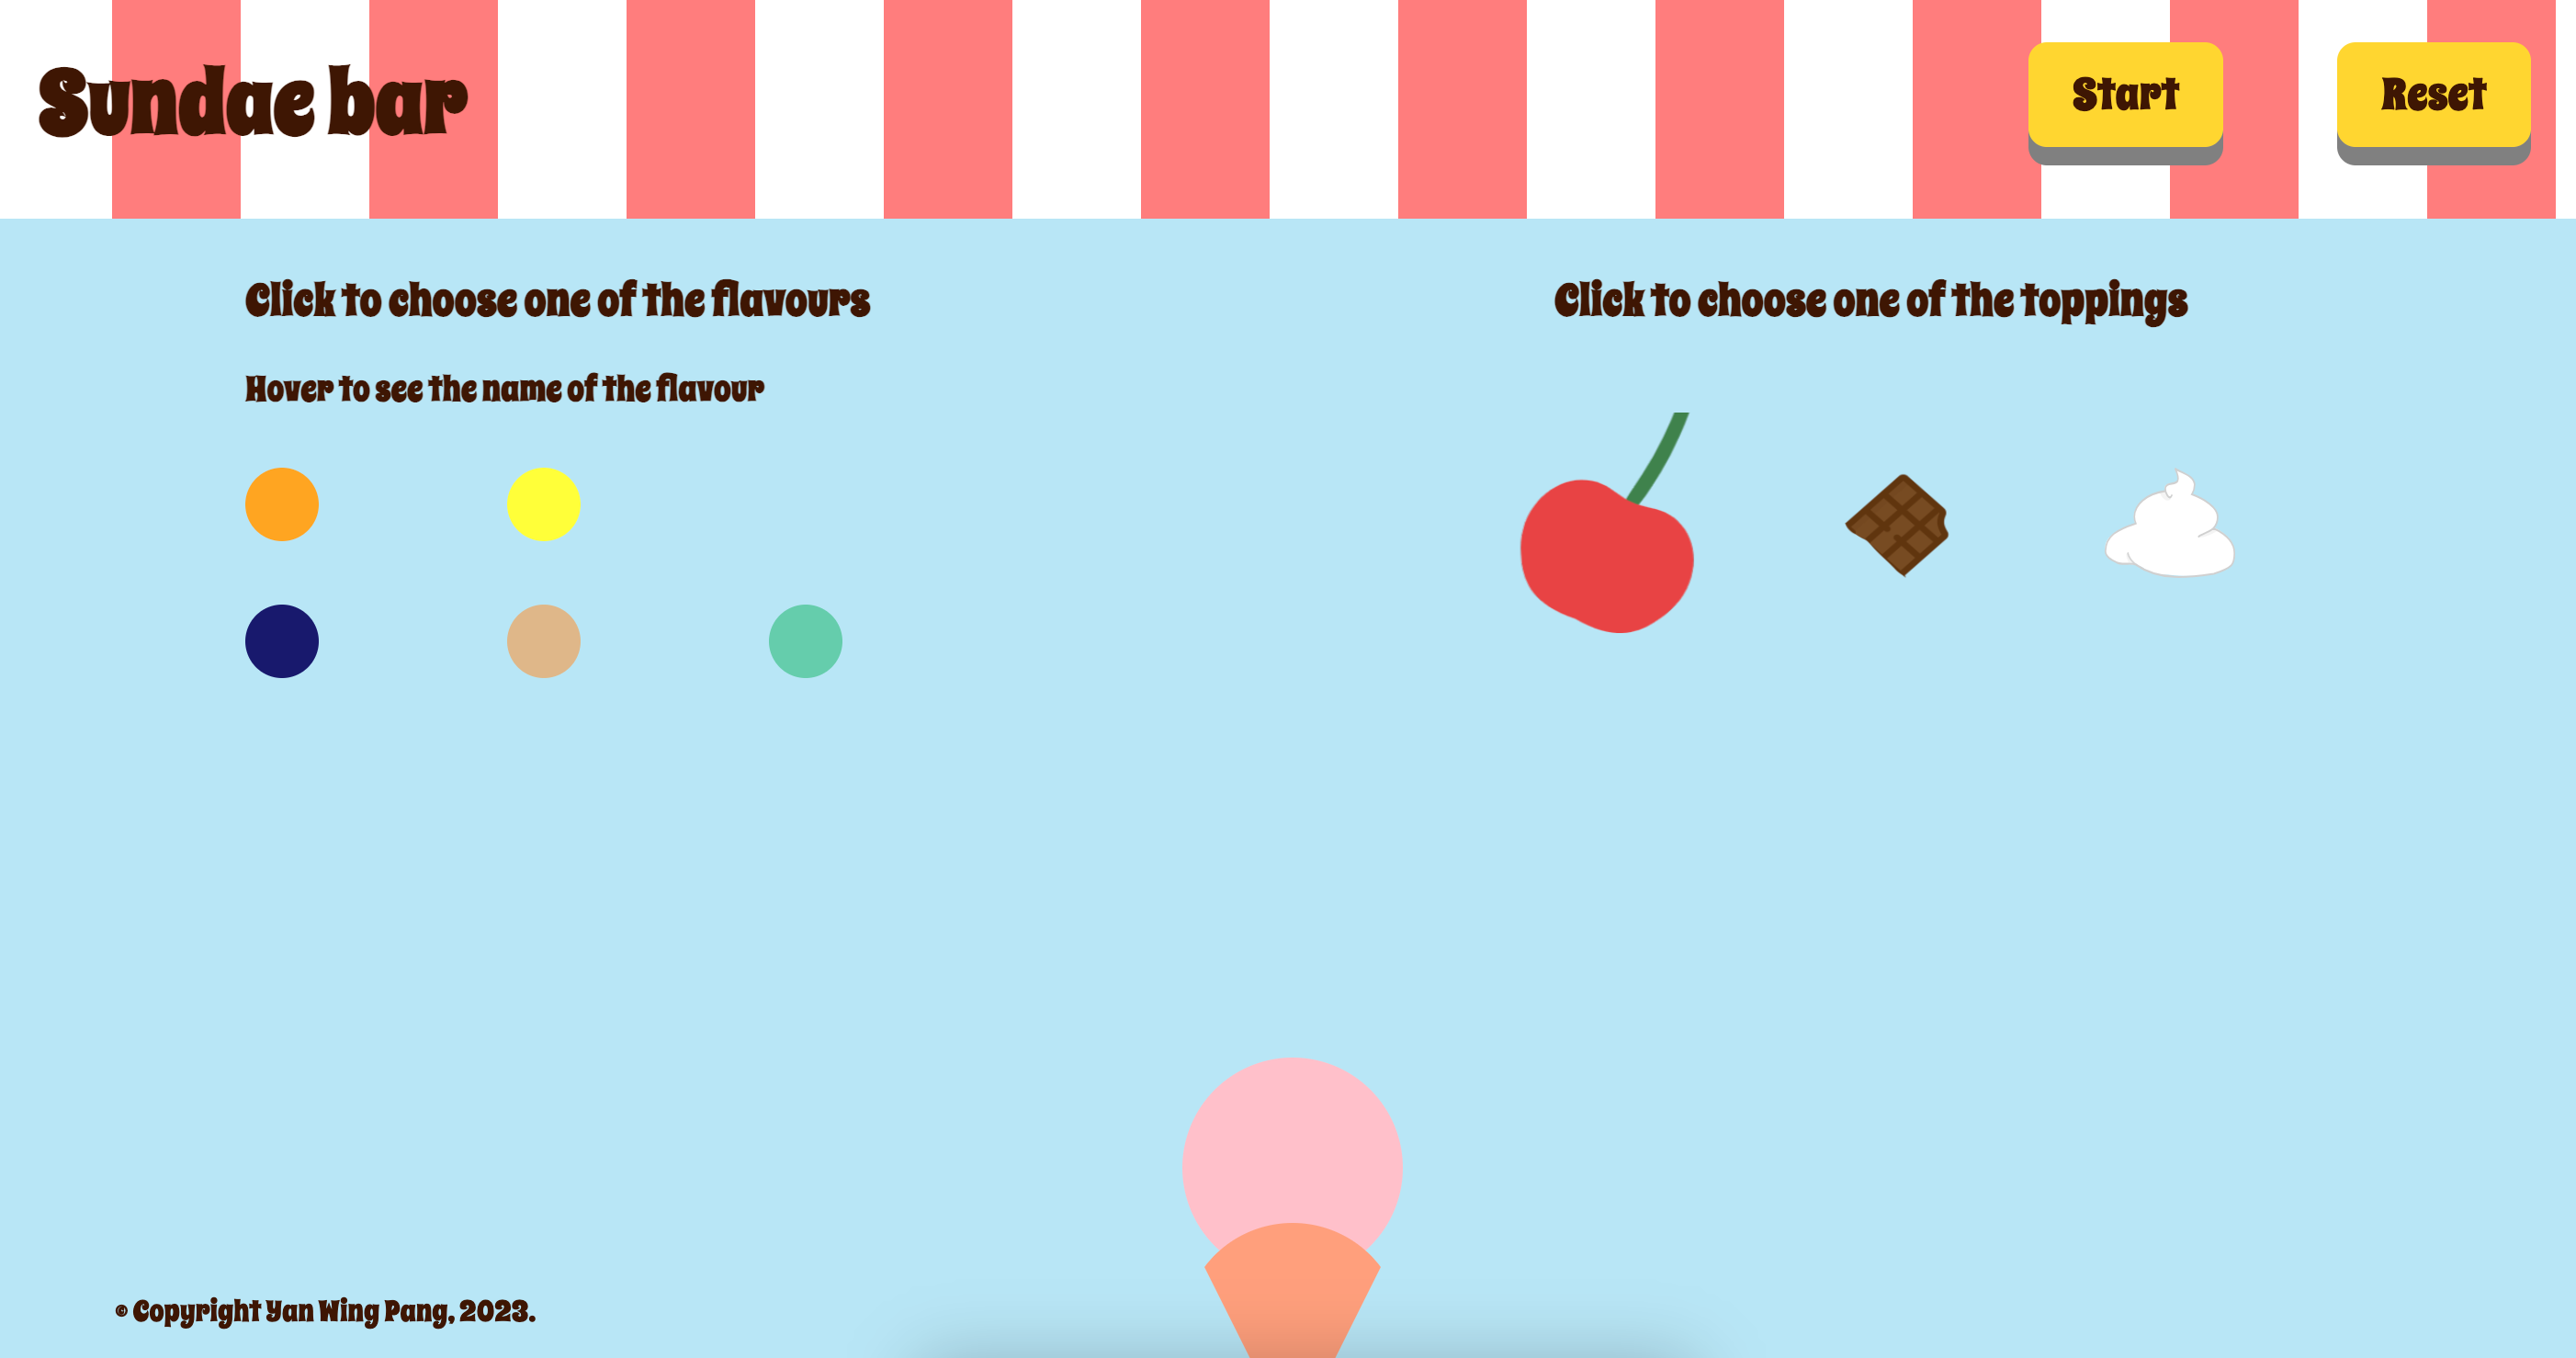 Sundae bar
Start
Reset
Click to choose one of the flavours
Click to choose one of the toppings
Hover to see the name of the flavour
© Copyright Yan Wing Pang, 2023.